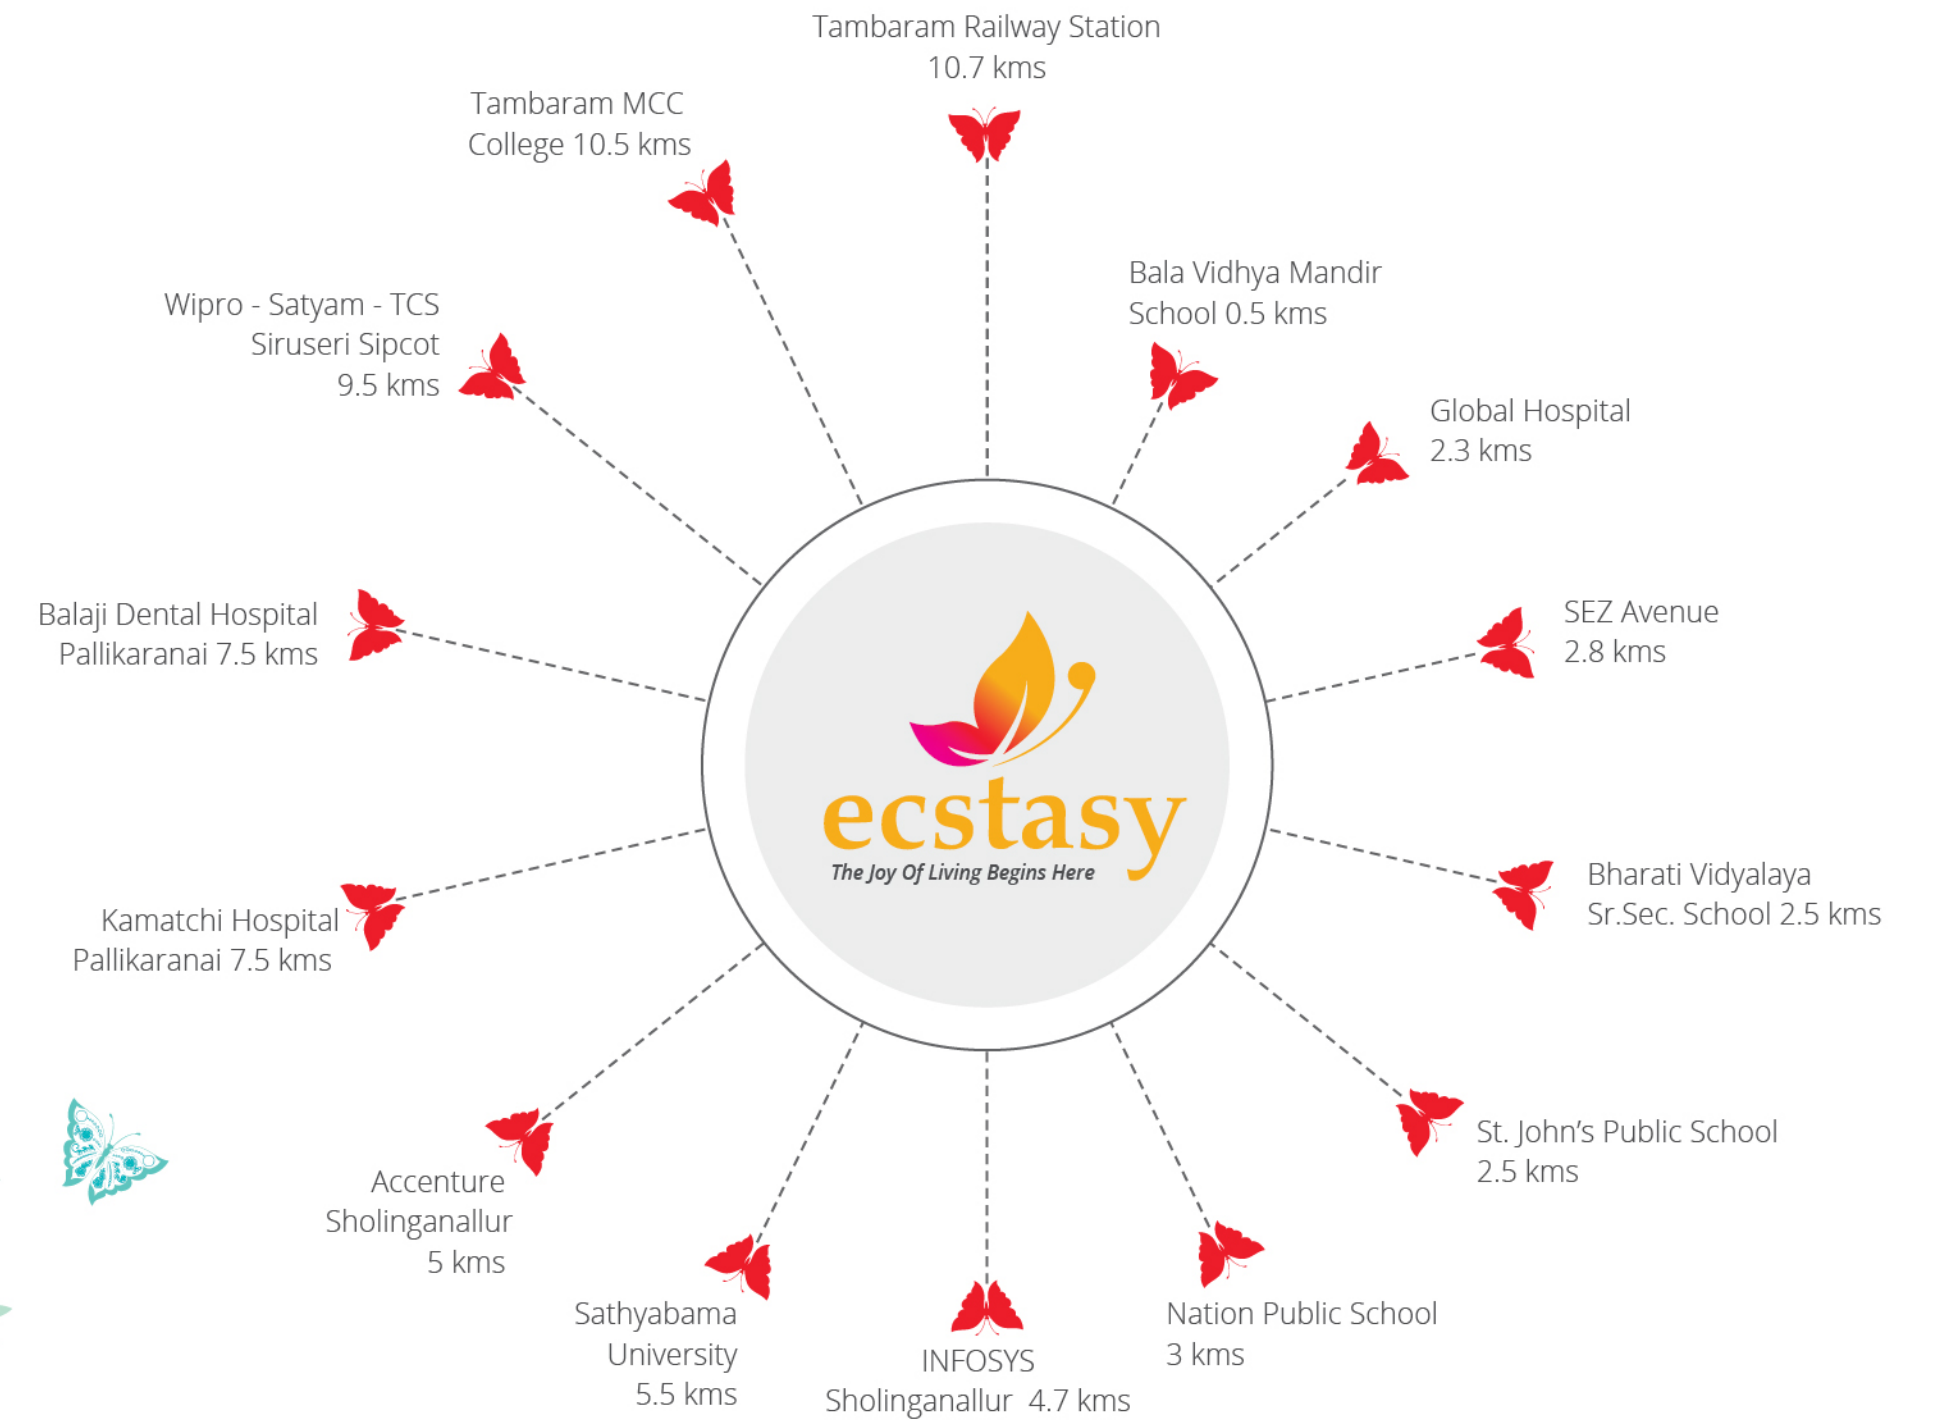 Tambaram Railway Station
10.7 kms
Tambaram MCC
College 10.5 kms
Bala Vidhya Mandir
School 0.5 kms
Wipro - Satyam - TCS
Siruseri Sipcot
9.5 kms
Global Hospital
2.3 kms
Balaji Dental Hospital
Pallikaranai 7.5 kms
SEZ Avenue
2.8 kms
ecstasy
The Joy Of Living Begins Here
Kamatchi Hospital
Pallikaranai 7.5 kms
Bharati Vidyalaya
Sr.Sec. School 2.5 kms
Accenture
Sholinganallur
5 kms
St. John’s Public School
2.5 kms
Sathyabama
University
5.5 kms
INFOSYS
Sholinganallur 4.7 kms
Nation Public School
3 kms